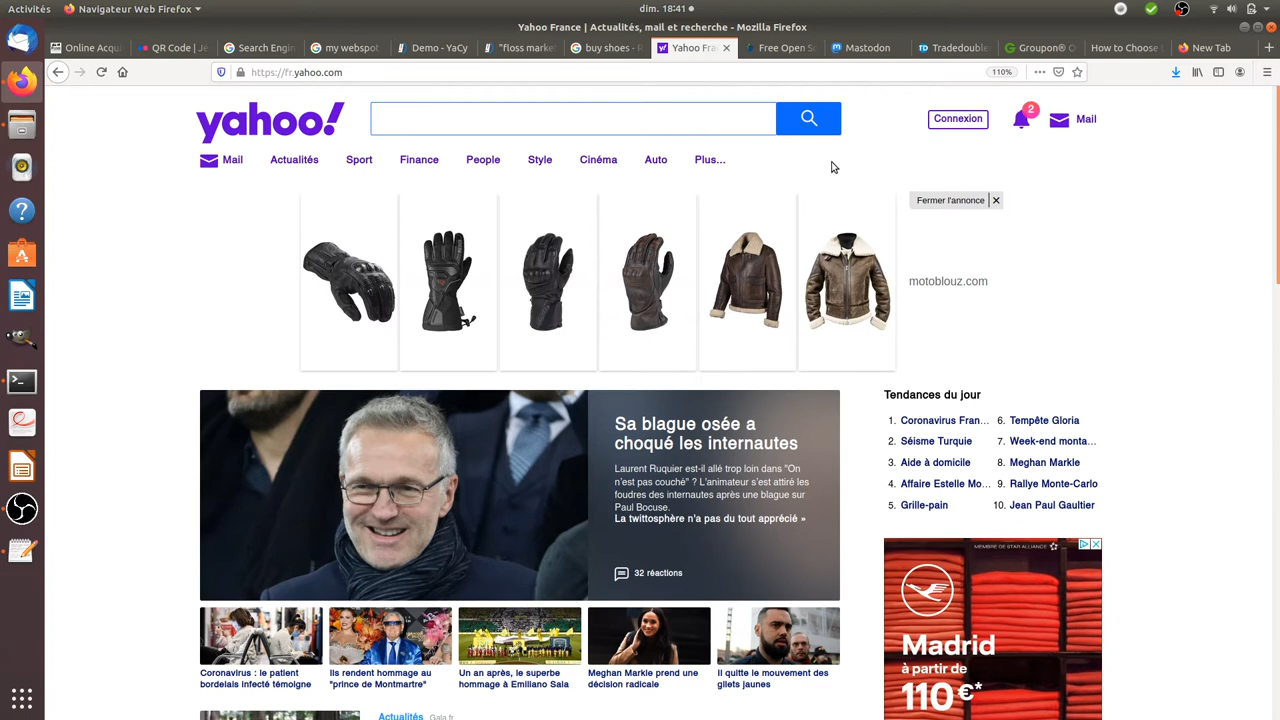 Activités
Firefox Web Browser
dim. 18:41
Yahoo France | Actualités, mail et recherche - Mozilla Firefox
Online Acqui
QR Code | Jé
Search Engin
my webspot
Demo - YaCy
"floss marke
buy shoes - R
Yahoo Fra
Free Open So
Mastodon
Tradedouble
Groupon® O
How to Choose
New Tab
https://fr.yahoo.com
110%
yahoo!
Connexion
2
Mail
Mail
Actualités
Sport
Finance
People
Style
Cinéma
Auto
Plus...
Fermer l'annonce
motoblouz.com
Sa blague osée a
choqué les internautes
Laurent Ruquier est-il allé trop loin dans "On
n'est pas couché" ? L'animateur s'est attiré les
foudres des internautes après une blague sur
Paul Bocuse.
La twittosphère n'a pas du tout apprécié »
32 réactions
Tendances du jour
1. Coronavirus Fran...
2. Séisme Turquie
3. Aide à domicile
4. Affaire Estelle Mo...
5. Grille-pain
6. Tempête Gloria
7. Week-end monta...
8. Meghan Markle
9. Rallye Monte-Carlo
10. Jean Paul Gaultier
MEMBRE DE STAR ALLIANCE
Madrid
à partir de
110€*
Coronavirus : le patient
bordelais infecté témoigne
Ils rendent hommage au
"prince de Montmartre"
Un an après, le superbe
hommage à Emiliano Sala
Meghan Markle prend une
décision radicale
Il quitte le mouvement des
gilets jaunes
Actualités
Gala.fr